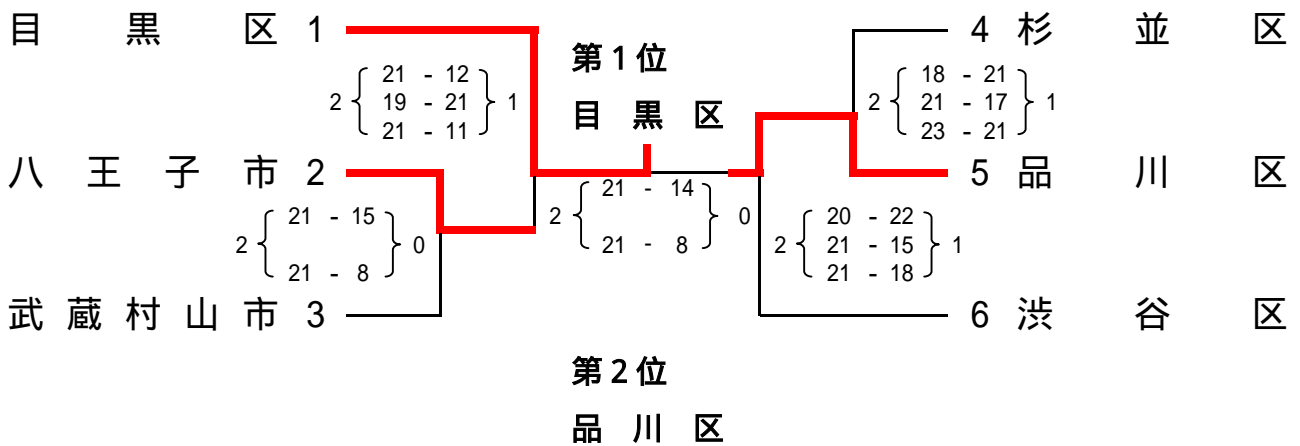 目黒区 1
第1位
4 杉並区
21 - 12
2 19 - 21 1
21 - 11
目黒区
18 - 21
2 21 - 17 1
23 - 21
八王子市 2
5 品川区
21 - 15
2 0
21 - 8
21 - 14
2 0
21 - 8
20 - 22
2 21 - 15 1
21 - 18
武蔵村山市 3
6 渋谷区
第2位
品川区